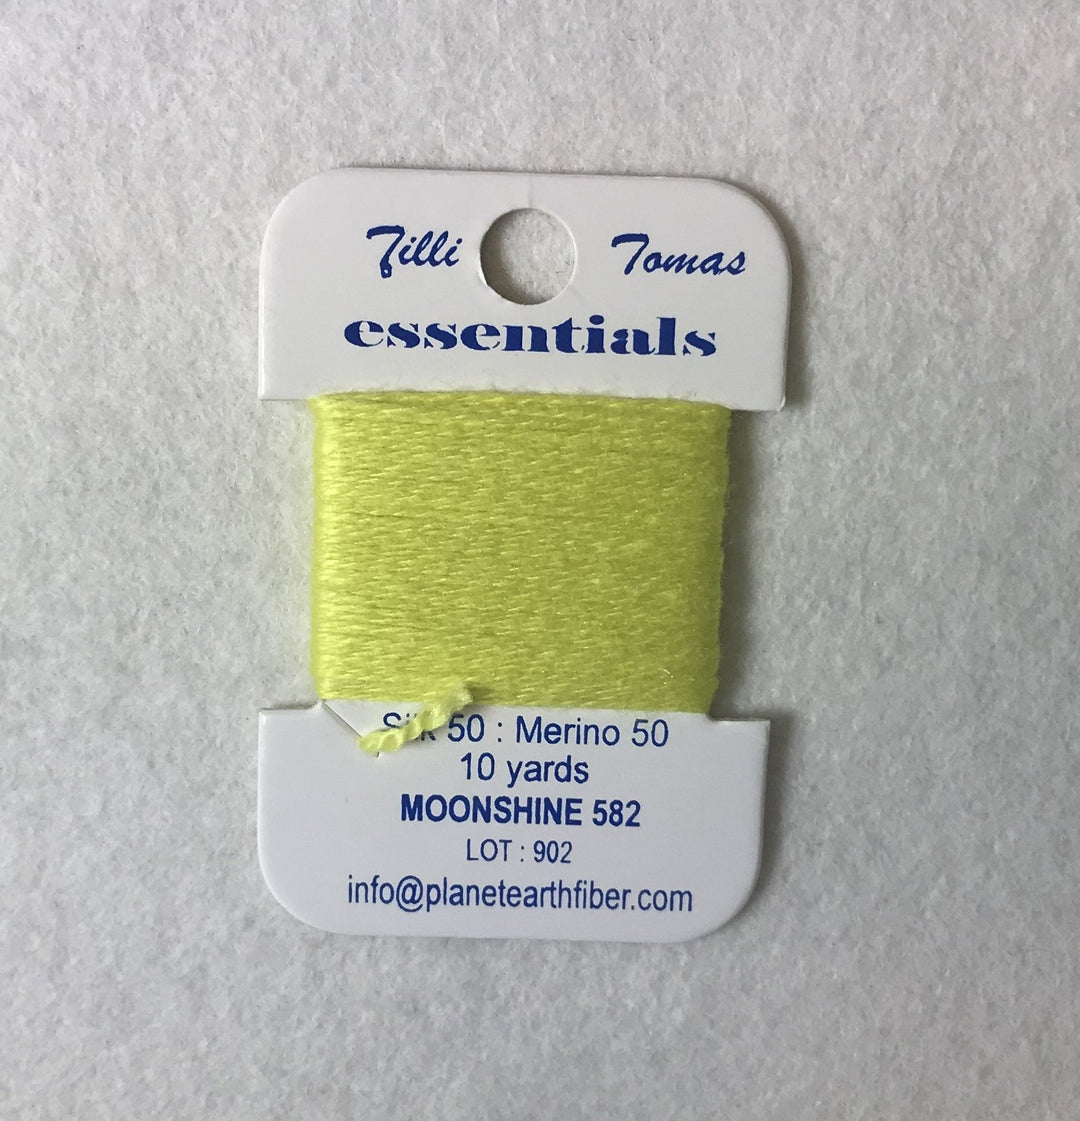 Tilli Tomas
essentials
Silk 50 : Merino 50
10 yards
MOONSHINE 582
LOT : 902
info@planetearthfiber.com